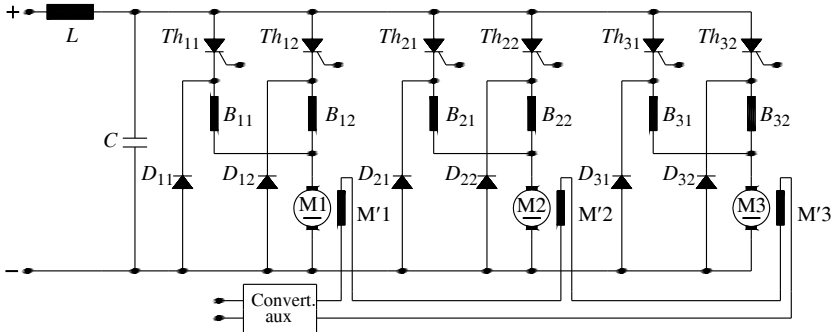 +
L
Th11 Th12 Th21 Th22 Th31 Th32
C
B11 B12 B21 B22 B31 B32
D11 D12 D21 D22 D31 D32
M1 M'1 M2 M'2 M3 M'3
−
Convert.
aux